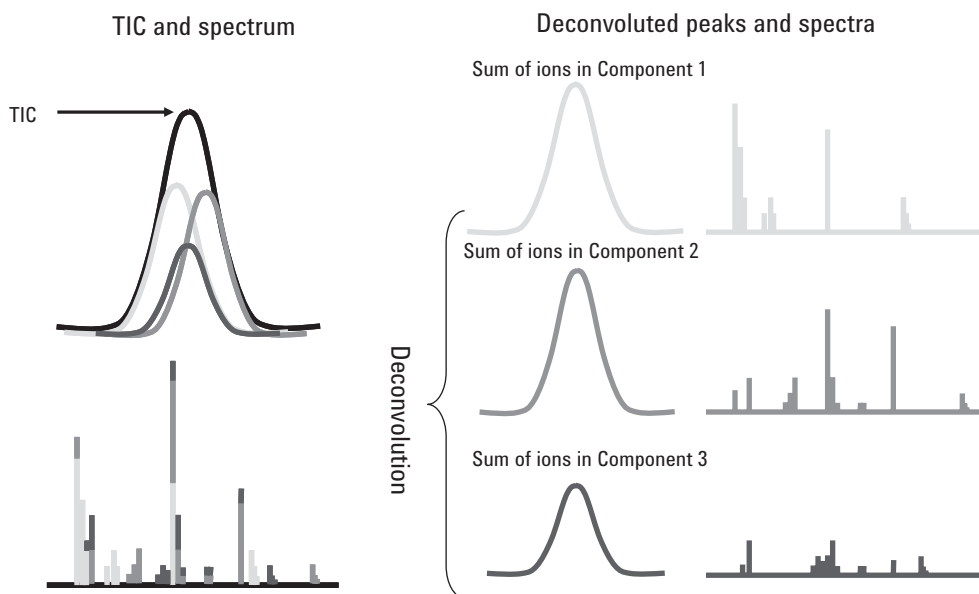 TIC and spectrum
TIC
Deconvolution
Deconvoluted peaks and spectra
Sum of ions in Component 1
Sum of ions in Component 2
Sum of ions in Component 3